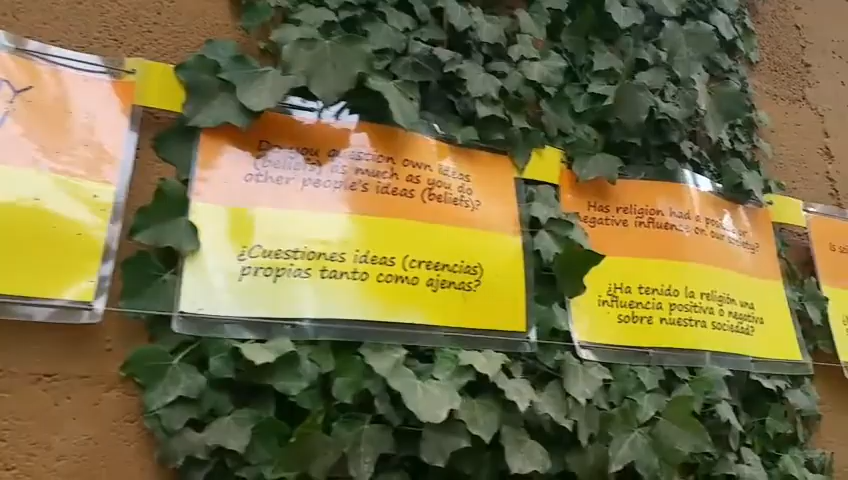 Do you question own ideas
(beliefs) as much as you do
other people's ideas (beliefs)?
¿Cuestiones ideas (creencias)
propias tanto como ajenas?
Has religion had a positive or
negative influence on our society?
¿Ha tenido la religión una
influencia positiva o negativa
sobre nuestra sociedad?
Is